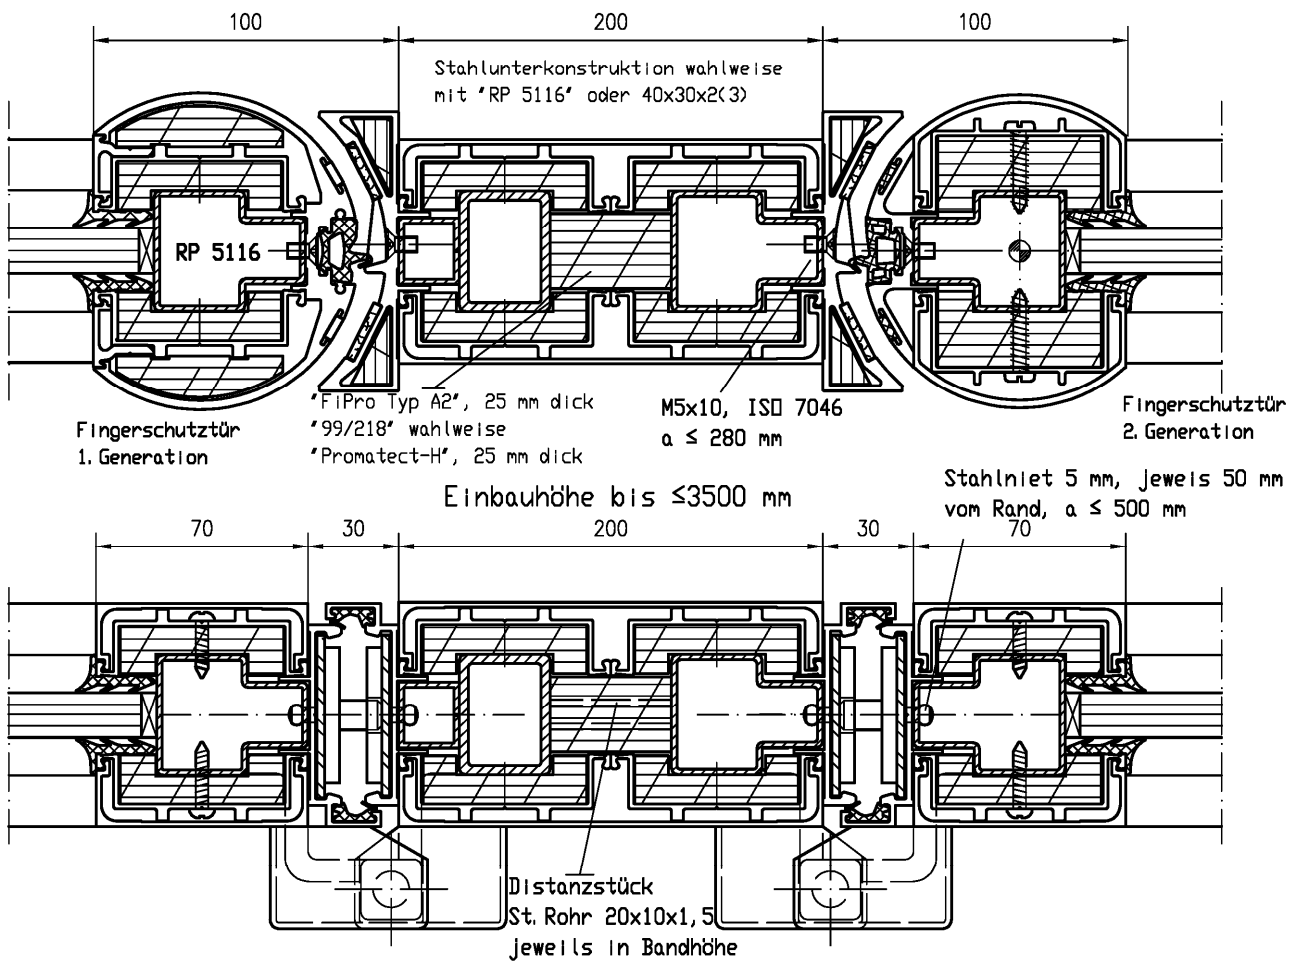 100
200
100
Stahlunterkonstruktion wahlweise
mit "RP 5116" oder 40x30x2(3)
RP 5116
"FiPro Typ A2", 25 mm dick
"99/218" wahlweise
"Promatect-H", 25 mm dick
M5x10, ISO 7046
a ≤ 280 mm
Fingerschutztür
1. Generation
Fingerschutztür
2. Generation
Einbauhöhe bis ≤3500 mm
Stahlniet 5 mm, jeweis 50 mm
vom Rand, a ≤ 500 mm
70
30
200
30
70
Distanzstück
St. Rohr 20x10x1,5
jeweils in Bandhöhe